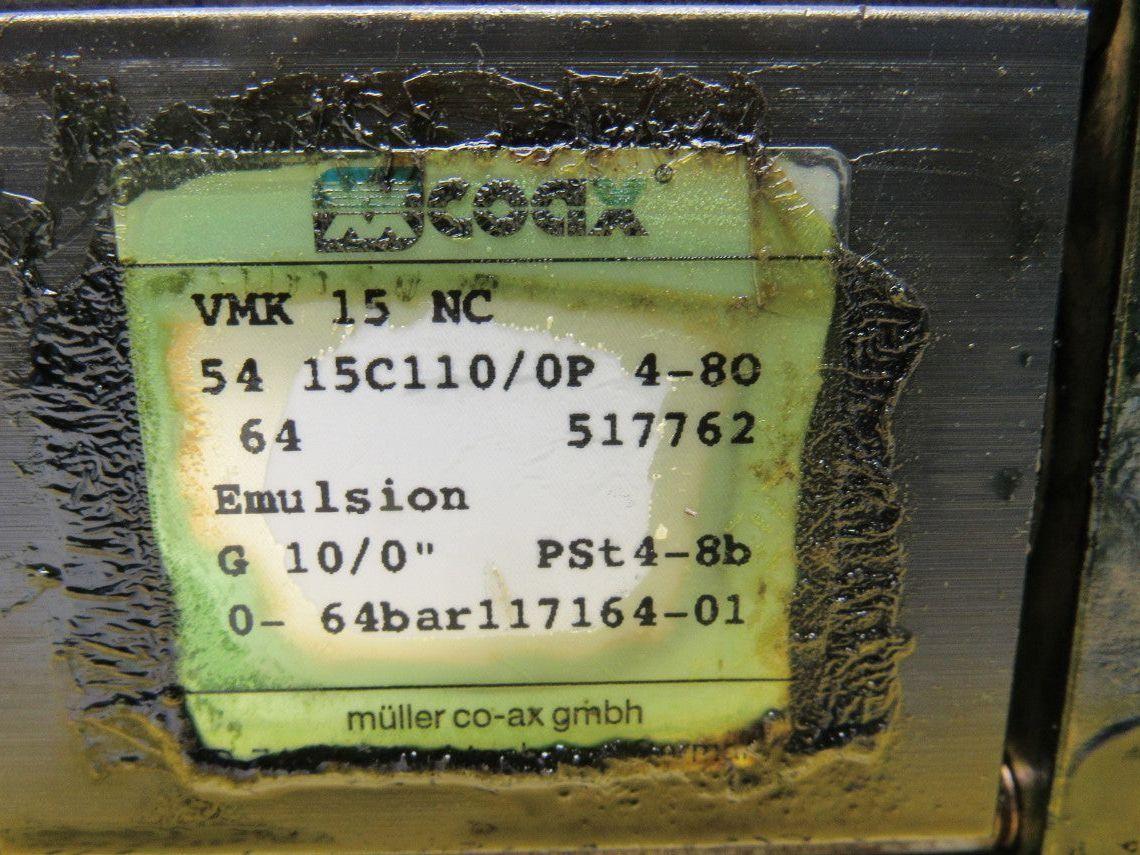 coax®
VMK 15 NC
54 15C110/0P 4-80
64 517762
Emulsion
G 10/0" PSt4-8b
0- 64bar117164-01
müller co-ax gmbh